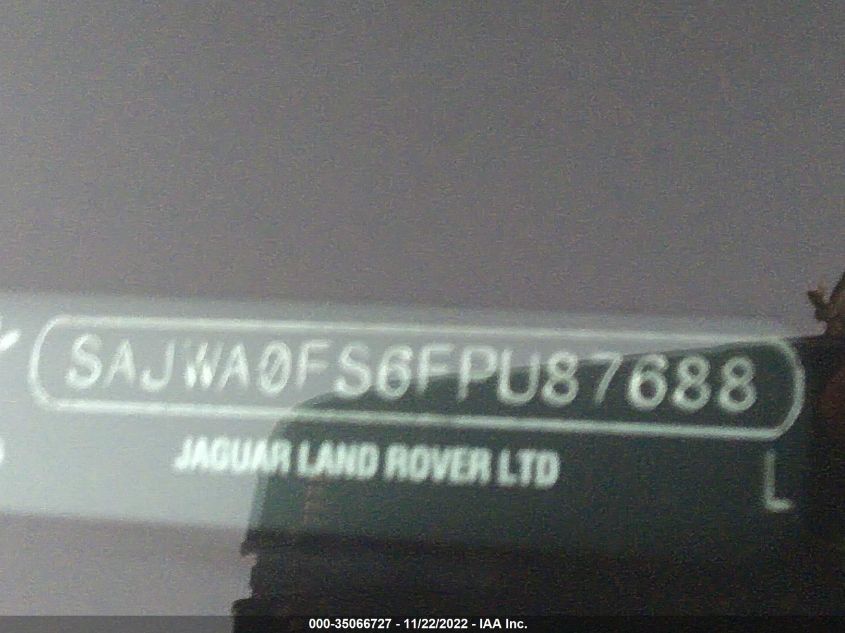 SAJWA0FS6FPU87688
JAGUAR LAND ROVER LTD
L
000-35066727 - 11/22/2022 - IAA Inc.